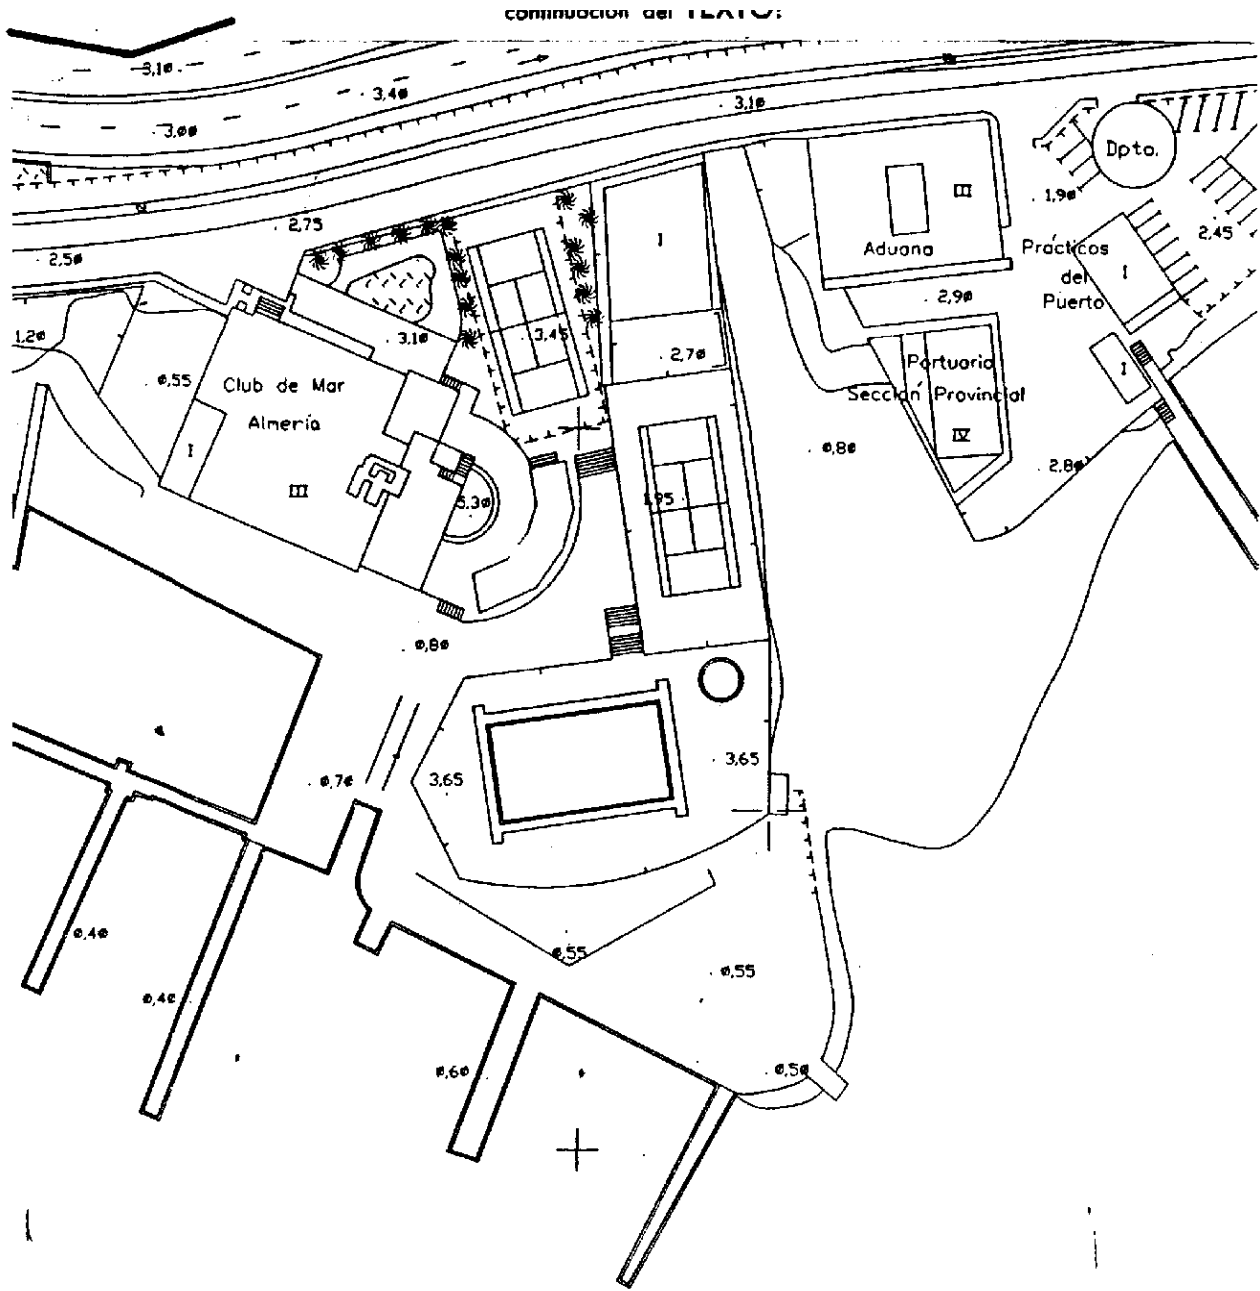 continuación del TEXTO:
3,10
3,40
3,10
3,00
Dpto.
1,90
III
2,75
I
2,45
Aduana
Prácticos
del
Puerto
I
2,50
2,90
1,20
3,10
3,45
2,70
Portuaria
I
0,55
Club de Mar
Almería
Sección Provincial
I
0,80
IV
2,80
III
5,30
1,95
0,80
0,70
3,65
3,65
0,40
0,55
0,55
0,40
0,60
0,50